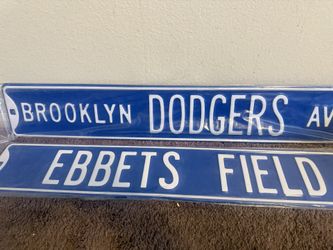 BROOKLYN DODGERS AV
EBBETS FIELD